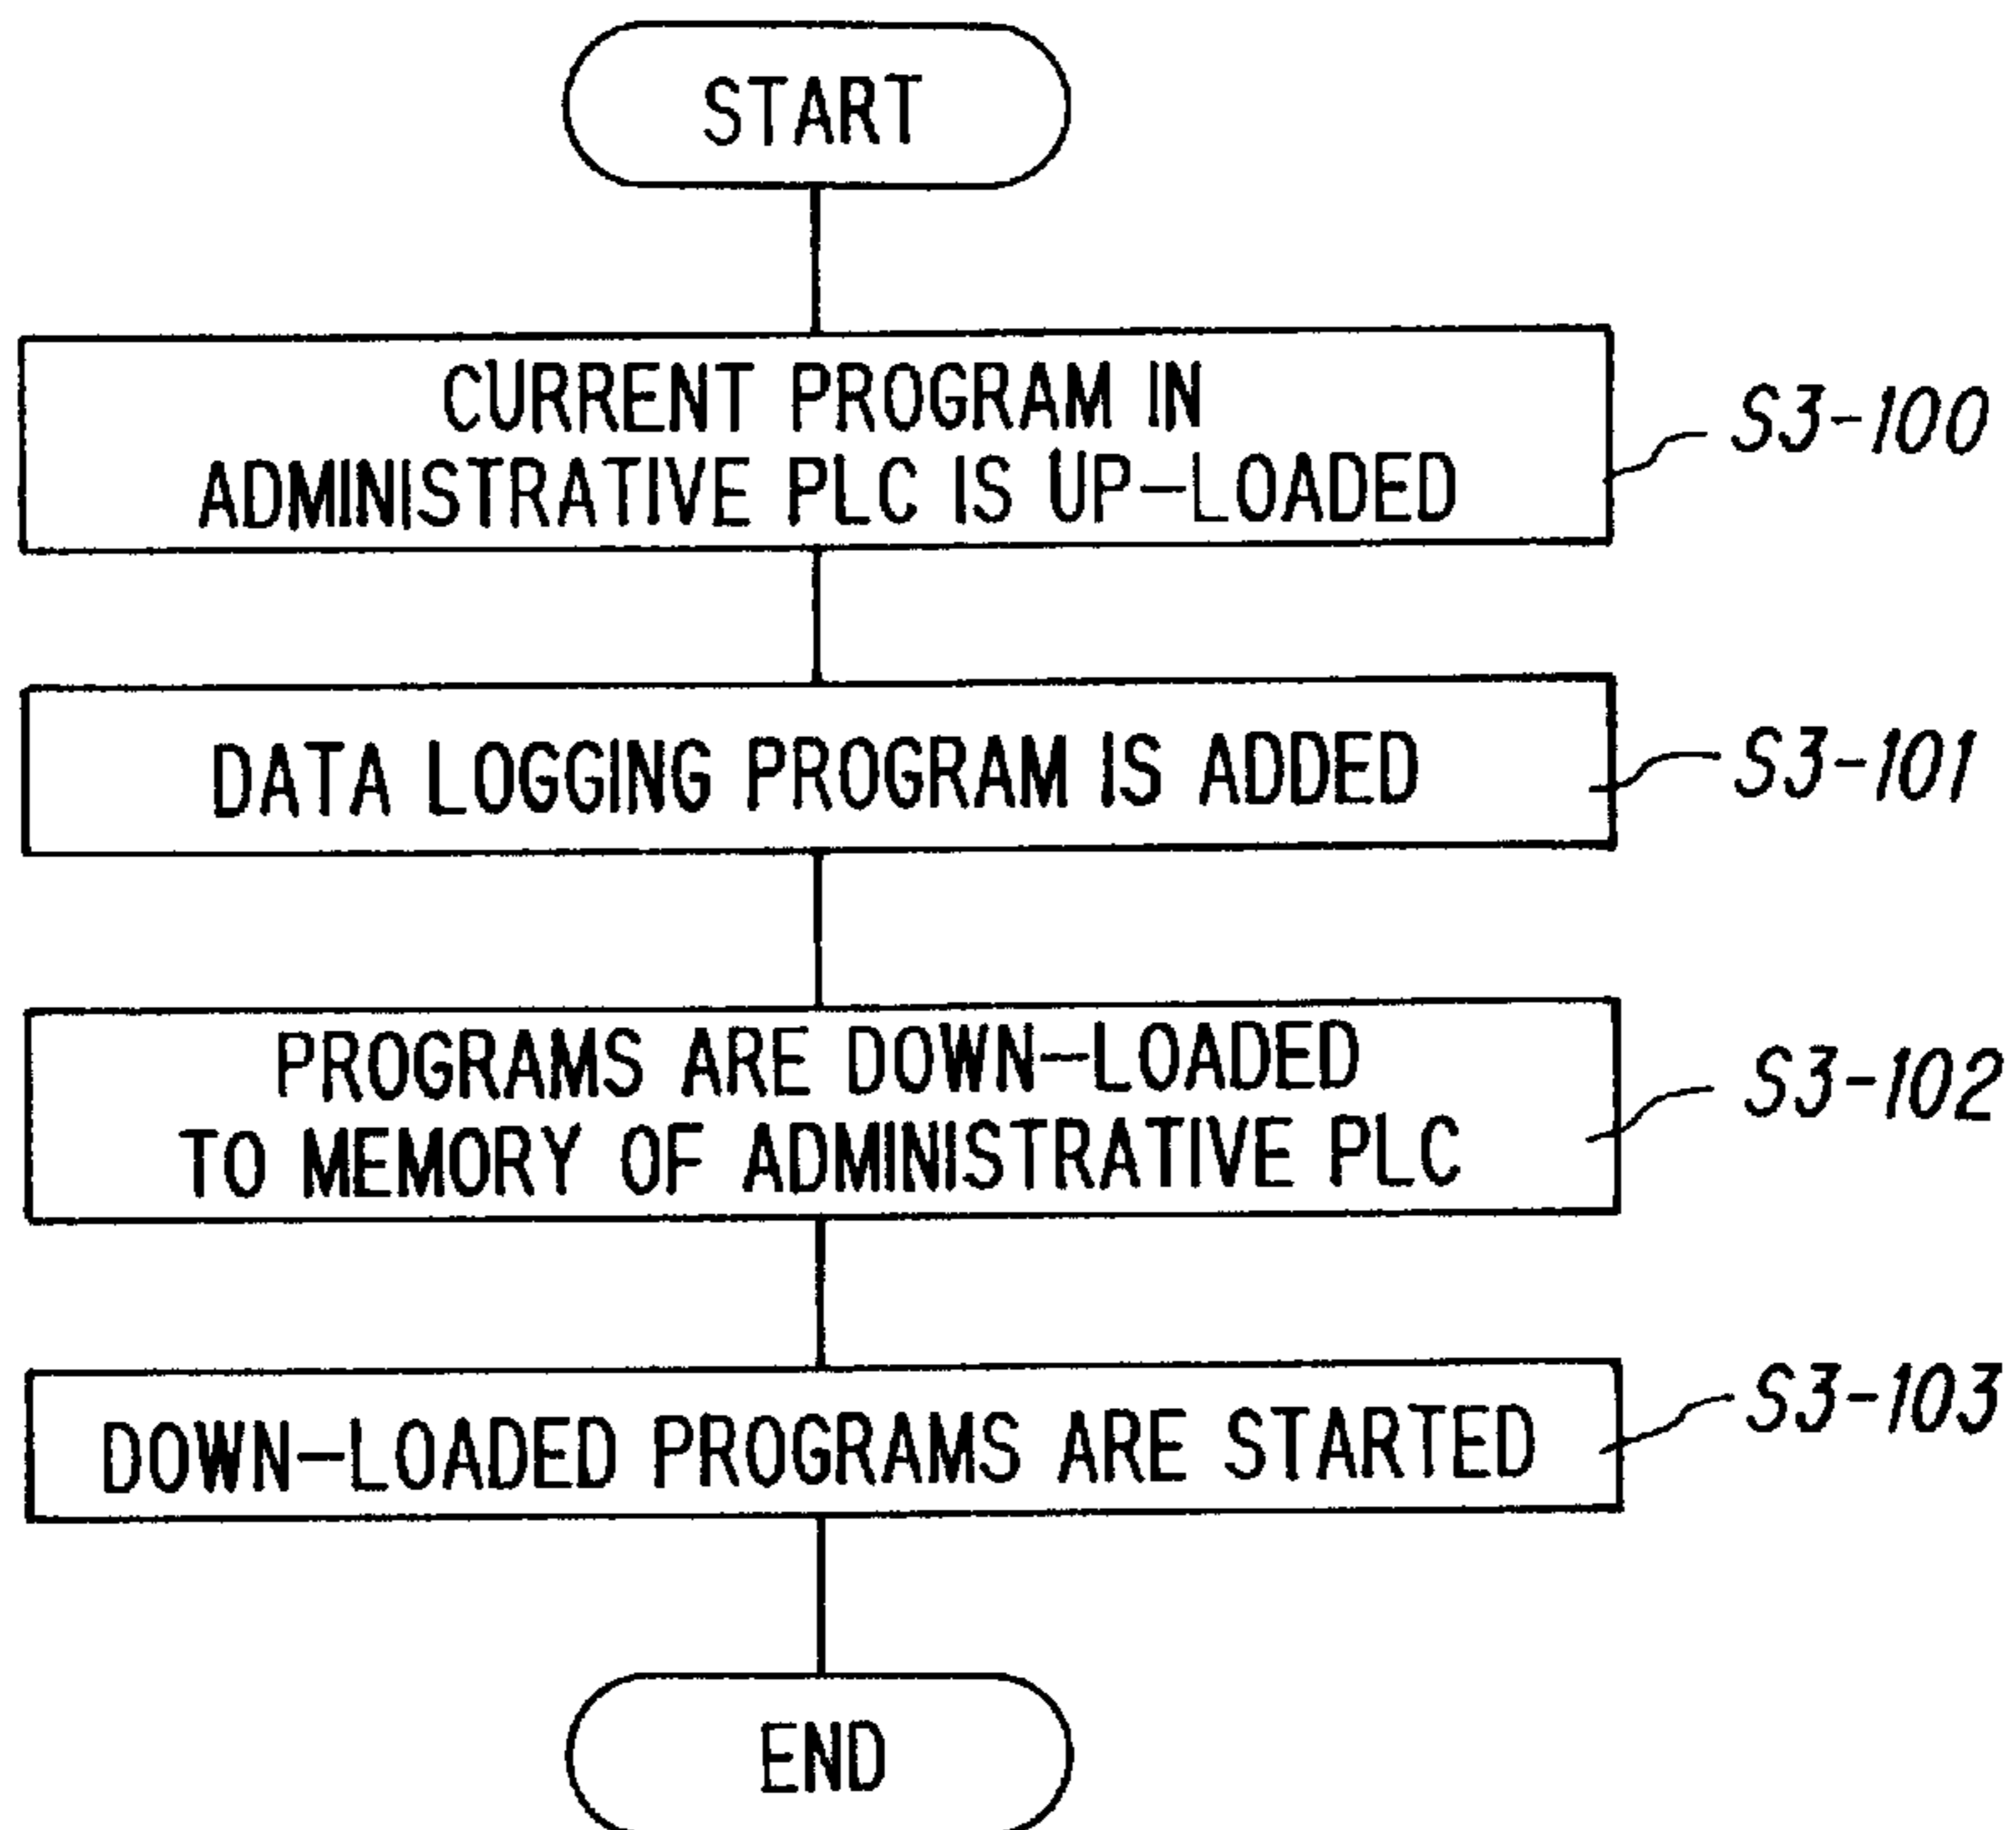 START
CURRENT PROGRAM IN
ADMINISTRATIVE PLC IS UP-LOADED
S3-100
DATA LOGGING PROGRAM IS ADDED
S3-101
PROGRAMS ARE DOWN-LOADED
TO MEMORY OF ADMINISTRATIVE PLC
S3-102
DOWN-LOADED PROGRAMS ARE STARTED
S3-103
END